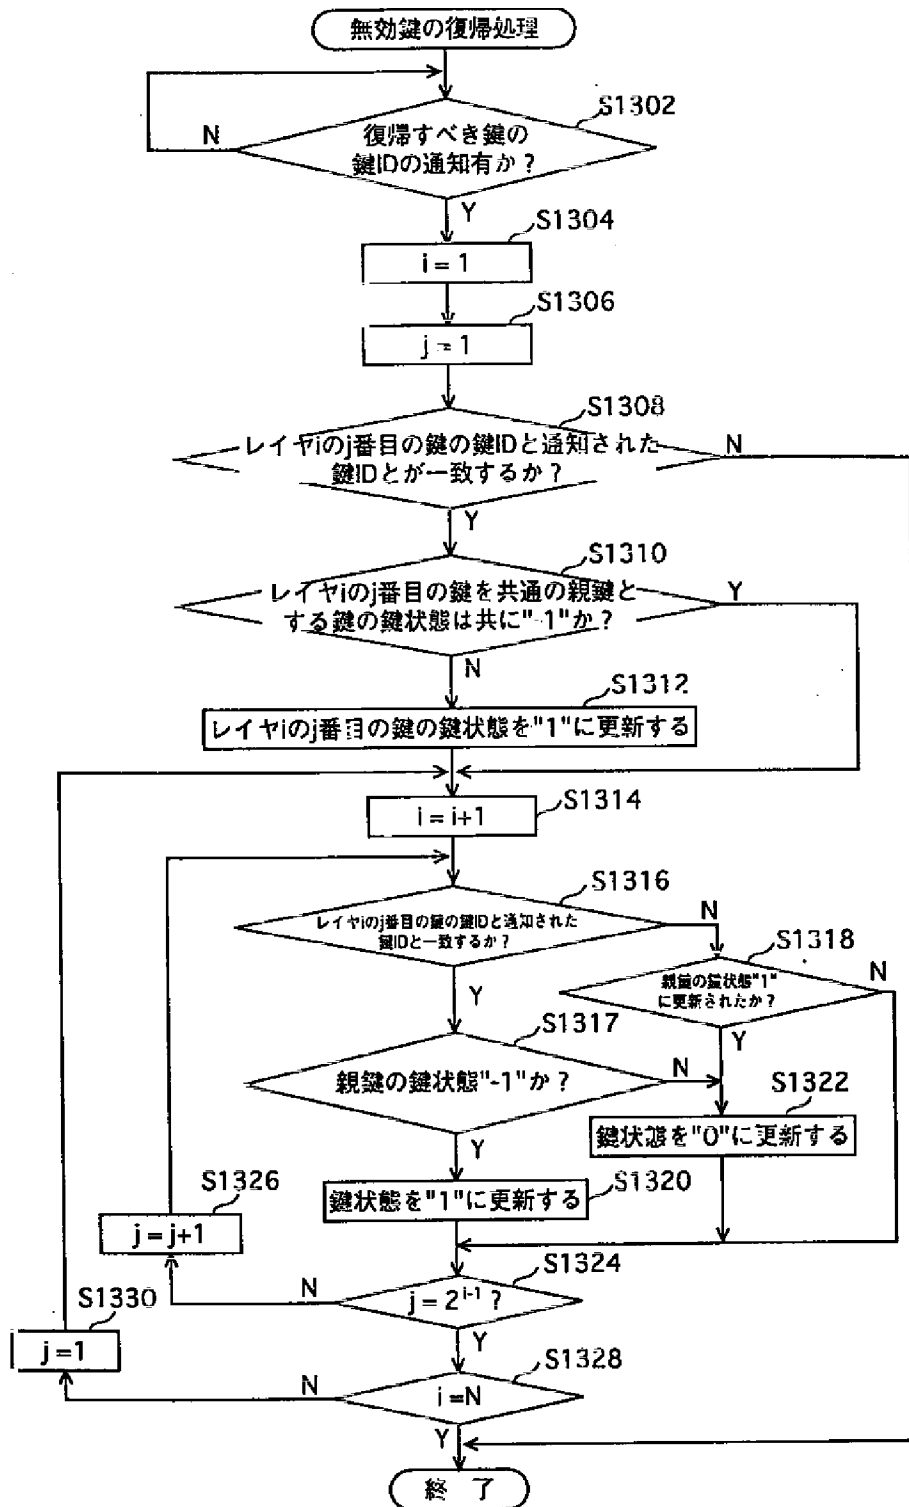 無効鍵の復帰処理
S1302
復帰すべき鍵の
鍵IDの通知有か？
N
Y
S1304
i = 1
S1306
j = 1
S1308
レイヤiのj番目の鍵の鍵IDと通知された
鍵IDとが一致するか？
N
Y
S1310
レイヤiのj番目の鍵を共通の親鍵と
する鍵の鍵状態は共に"-1"か？
Y
N
S1312
レイヤiのj番目の鍵の鍵状態を"1"に更新する
S1314
i = i+1
S1316
レイヤiのj番目の鍵の鍵IDと通知された
鍵IDと一致するか？
N
Y
S1318
親鍵の鍵状態"1"
に更新されたか？
N
Y
S1317
親鍵の鍵状態"-1"か？
N
Y
S1322
鍵状態を"0"に更新する
S1320
鍵状態を"1"に更新する
S1326
j = j+1
S1324
j = 2^{i-1} ?
N
Y
S1330
j =1
S1328
i =N
N
Y
終 了